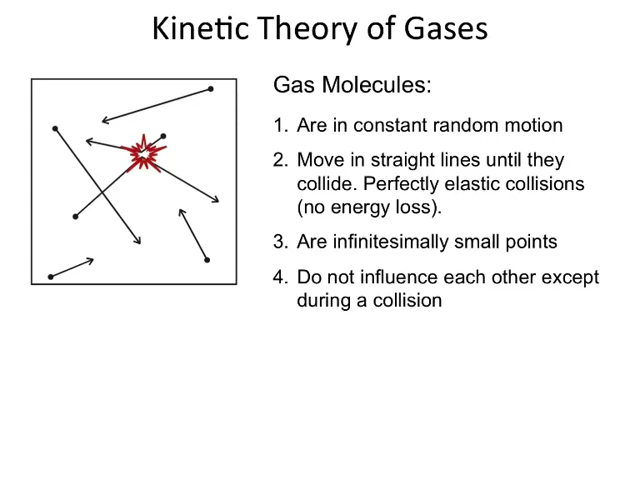 Kinetic Theory of Gases
Gas Molecules:
1. Are in constant random motion
2. Move in straight lines until they
collide. Perfectly elastic collisions
(no energy loss).
3. Are infinitesimally small points
4. Do not influence each other except
during a collision